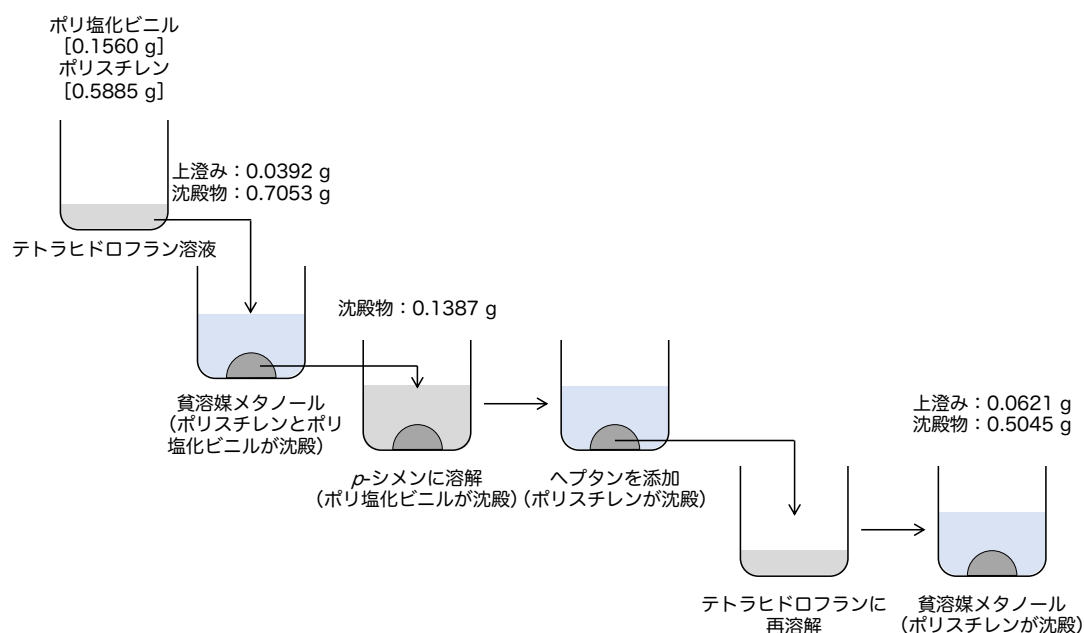 ポリ塩化ビニル
[0.1560 g]
ポリスチレン
[0.5885 g]
上澄み：0.0392 g
沈殿物：0.7053 g
テトラヒドロフラン溶液
貧溶媒メタノール
（ポリスチレンとポリ
塩化ビニルが沈殿）
沈殿物：0.1387 g
p-シメンに溶解
（ポリ塩化ビニルが沈殿）
ヘプタンを添加
（ポリスチレンが沈殿）
テトラヒドロフランに
再溶解
上澄み：0.0621 g
沈殿物：0.5045 g
貧溶媒メタノール
（ポリスチレンが沈殿）